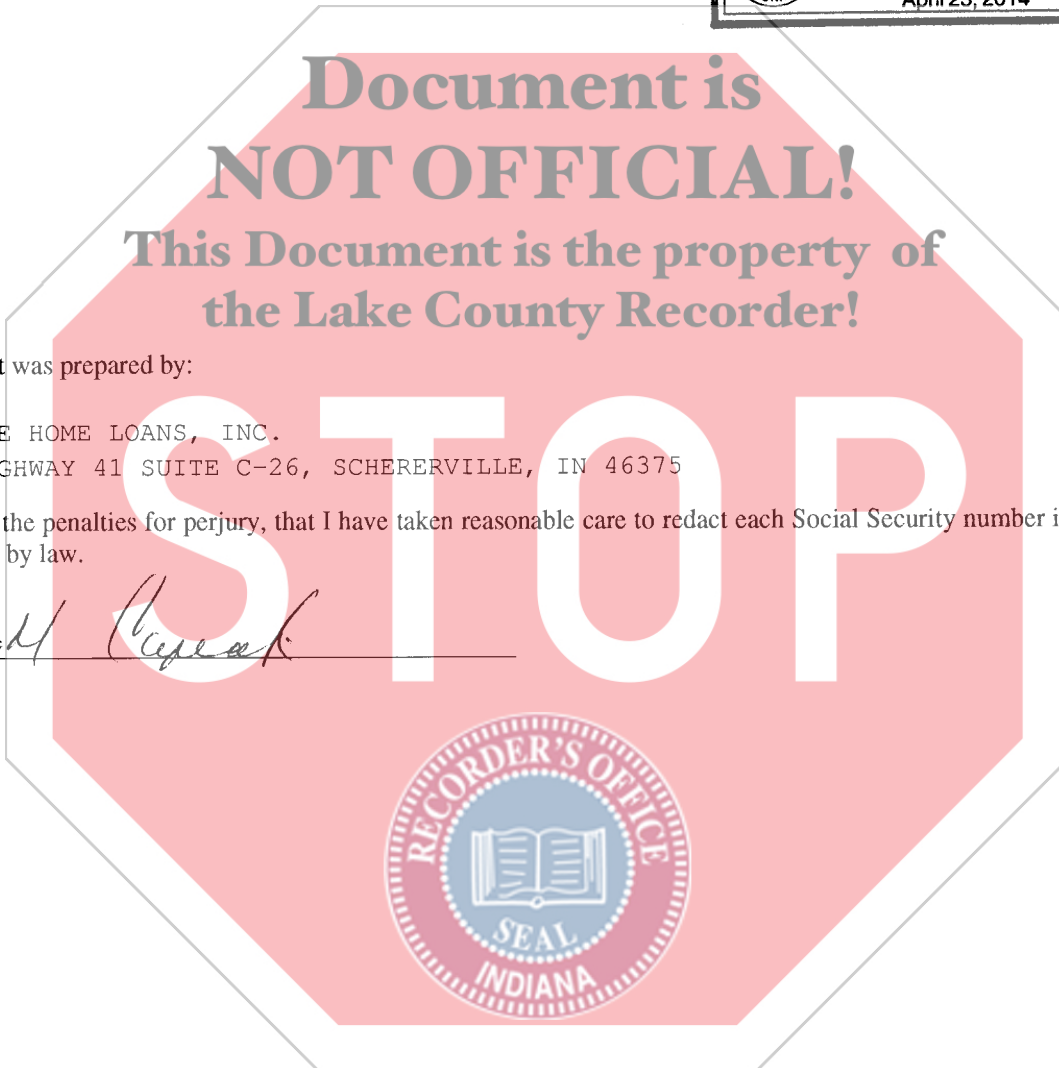 April 23, 2014
Document is
NOT OFFICIAL!
This Document is the property of
the Lake County Recorder!
t was prepared by:
E HOME LOANS, INC.
GHWAY 41 SUITE C-26, SCHERERVILLE, IN 46375
the penalties for perjury, that I have taken reasonable care to redact each Social Security number i
by law.
STOP
RECORDER'S OFFICE
SEAL
INDIANA